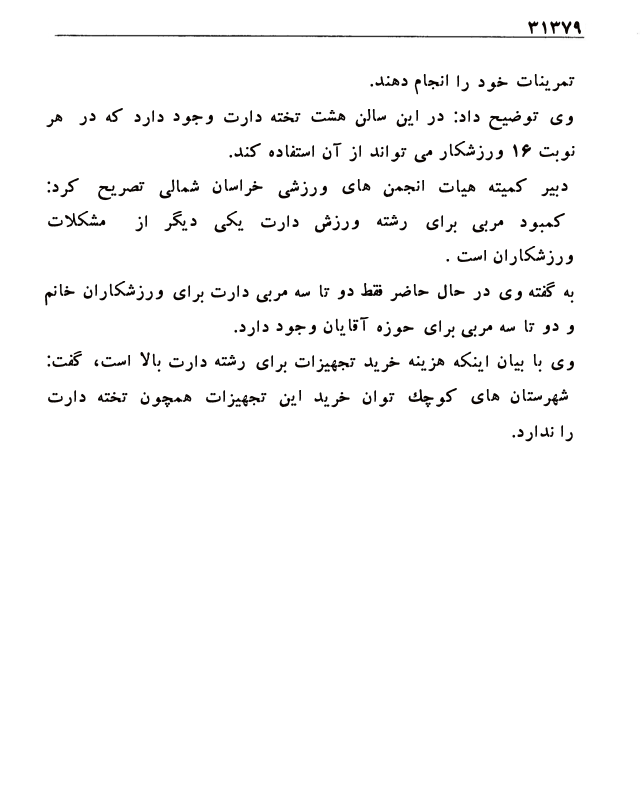 ۳۱۳۷۹
تمرینات خود را انجام دهند.
وی توضیح داد: در این سالن هشت تخته دارت وجود دارد که در هر
نوبت ۱۶ ورزشکار می تواند از آن استفاده کند.
دبیر کمیته هیات انجمن های ورزشی خراسان شمالی تصریح کرد:
کمبود مربی برای رشته ورزش دارت یکی دیگر از مشکلات
ورزشکاران است .
به گفته وی در حال حاضر فقط دو تا سه مربی دارت برای ورزشکاران خانم
و دو تا سه مربی برای حوزه آقایان وجود دارد.
وی با بیان اینکه هزینه خرید تجهیزات برای رشته دارت بالا است، گفت:
شهرستان های کوچك توان خرید این تجهیزات همچون تخته دارت
را ندارد.